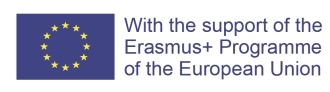 With the support of the
Erasmus+ Programme
of the European Union